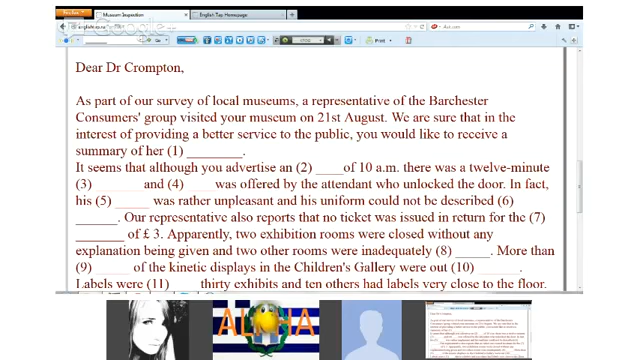 Museum Inspection
English Tap Homepage
Print
Dear Dr Crompton,
As part of our survey of local museums, a representative of the Barchester
Consumers' group visited your museum on 21st August. We are sure that in the
interest of providing a better service to the public, you would like to receive a
summary of her (1) ________.
It seems that although you advertise an (2) ____of 10 a.m. there was a twelve-minute
(3) ______ and (4) ____ was offered by the attendant who unlocked the door. In fact,
his (5) _____ was rather unpleasant and his uniform could not be described (6)
______. Our representative also reports that no ticket was issued in return for the (7)
_______ of £ 3. Apparently, two exhibition rooms were closed without any
explanation being given and two other rooms were inadequately (8) _____. More than
(9) ______ of the kinetic displays in the Children's Gallery were out (10) ______.
Labels were (11) ____ thirty exhibits and ten others had labels very close to the floor.
ALOHA
Dear Dr Crompton,